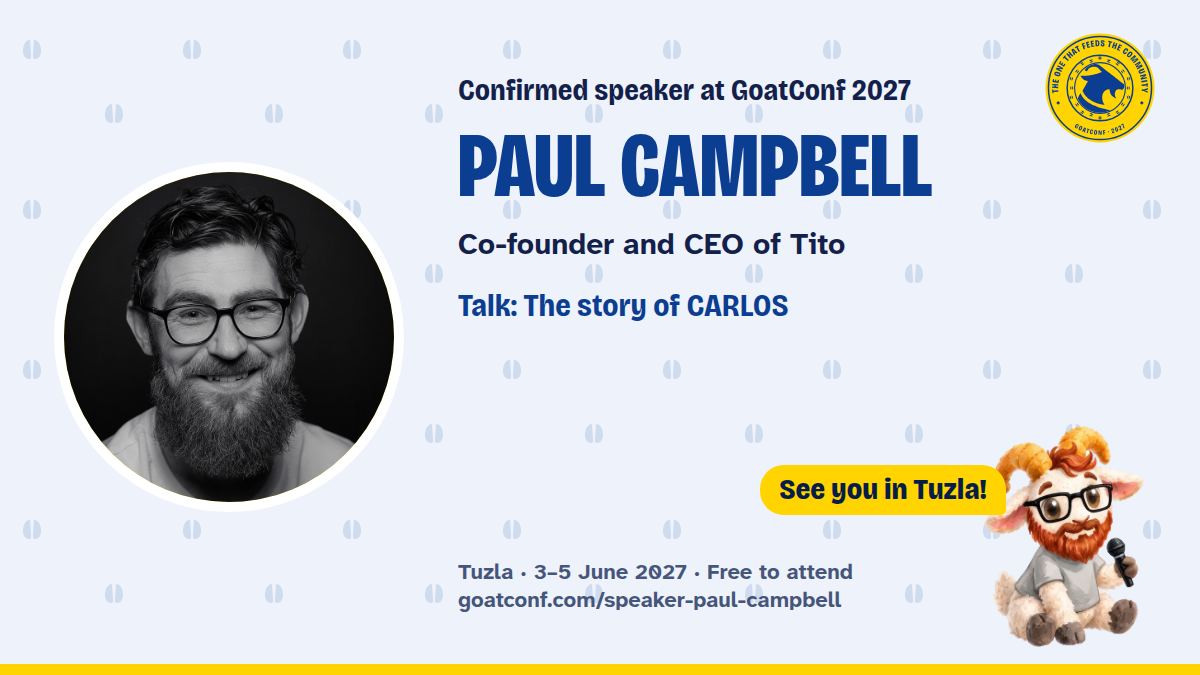 Confirmed speaker at GoatConf 2027
PAUL CAMPBELL
Co-founder and CEO of Tito
Talk: The story of CARLOS
See you in Tuzla!
Tuzla · 3–5 June 2027 · Free to attend
goatconf.com/speaker-paul-campbell
THE ONE THAT FEEDS THE COMMUNITY
GOATCONF · 2027